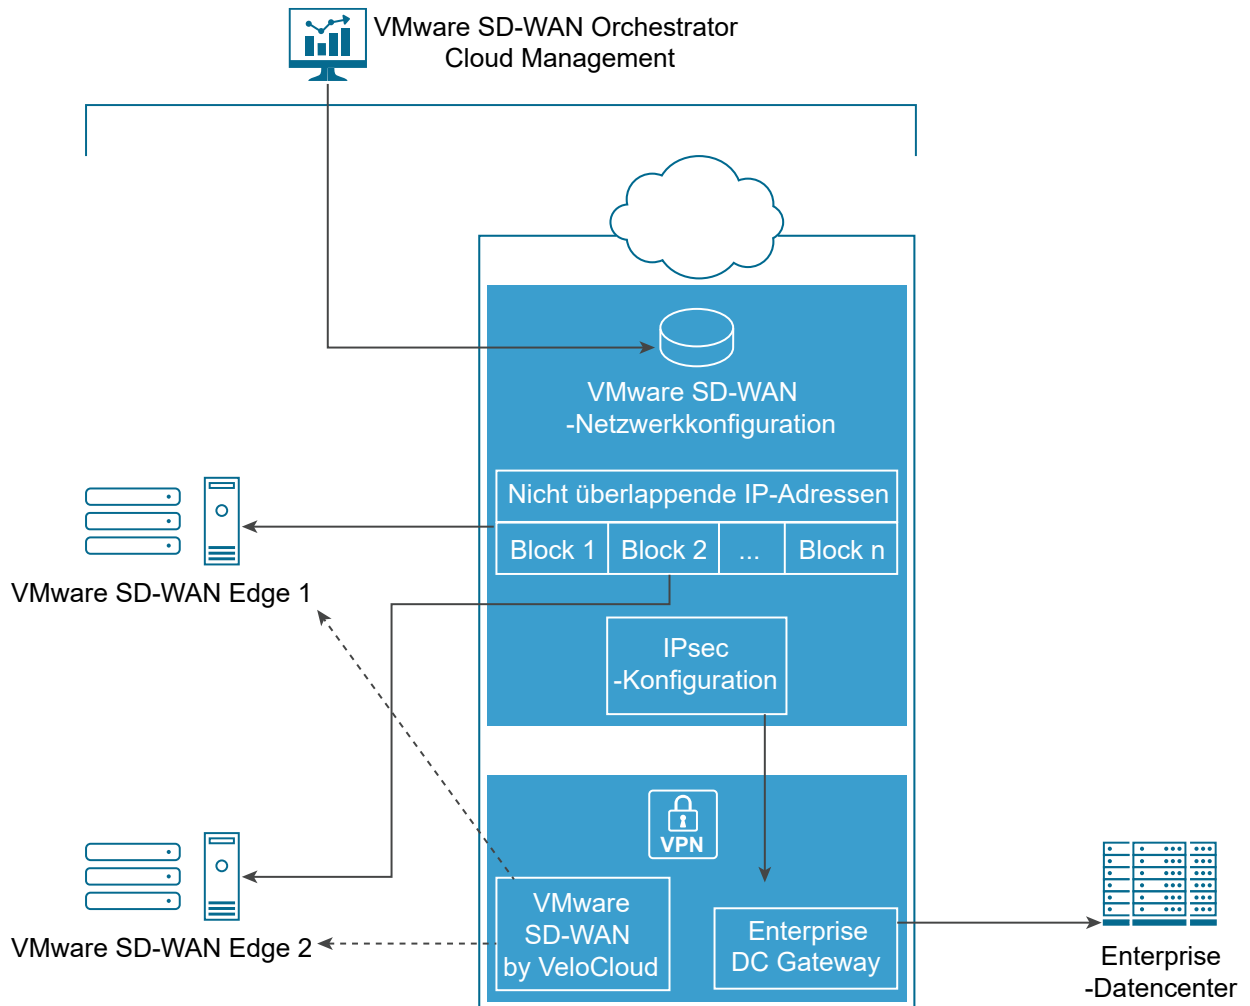 VMware SD-WAN Orchestrator
Cloud Management
VMware SD-WAN
-Netzwerkkonfiguration
Nicht überlappende IP-Adressen
Block 1
Block 2
...
Block n
VMware SD-WAN Edge 1
IPsec
-Konfiguration
VPN
VMware
SD-WAN
by VeloCloud
Enterprise
DC Gateway
VMware SD-WAN Edge 2
Enterprise
-Datencenter